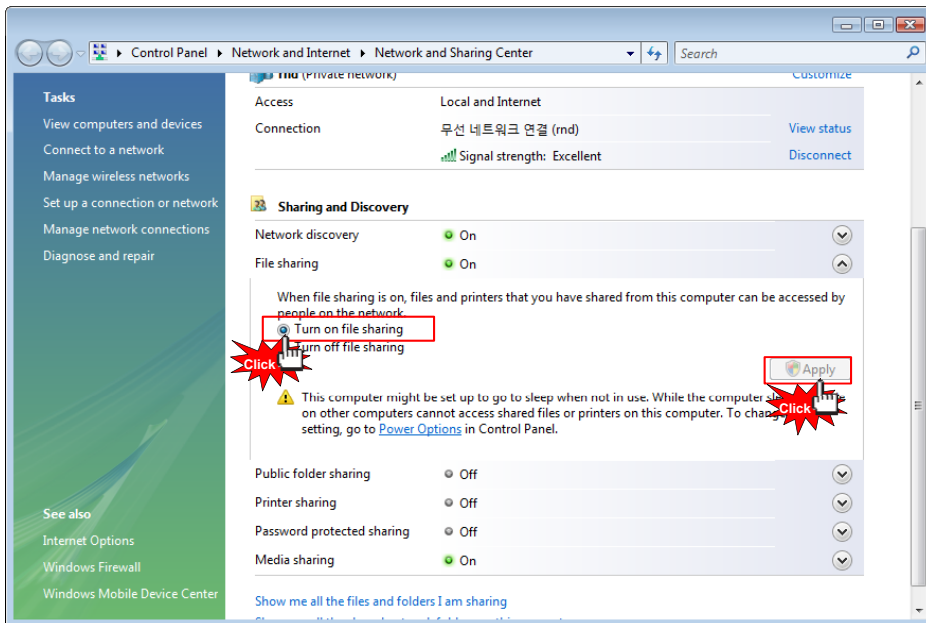 Control Panel ▸ Network and Internet ▸ Network and Sharing Center
Search
Tasks
View computers and devices
Connect to a network
Manage wireless networks
Set up a connection or network
Manage network connections
Diagnose and repair
See also
Internet Options
Windows Firewall
Windows Mobile Device Center
rnd (Private network) Customize
Access Local and Internet
Connection 무선 네트워크 연결 (rnd) View status
Signal strength: Excellent Disconnect
Sharing and Discovery
Network discovery On
File sharing On
When file sharing is on, files and printers that you have shared from this computer can be accessed by
people on the network.
Turn on file sharing
Turn off file sharing
Click
Apply
Click
This computer might be set up to go to sleep when not in use. While the computer
on other computers cannot access shared files or printers on this computer. To
setting, go to Power Options in Control Panel.
Public folder sharing Off
Printer sharing Off
Password protected sharing Off
Media sharing On
Show me all the files and folders I am sharing